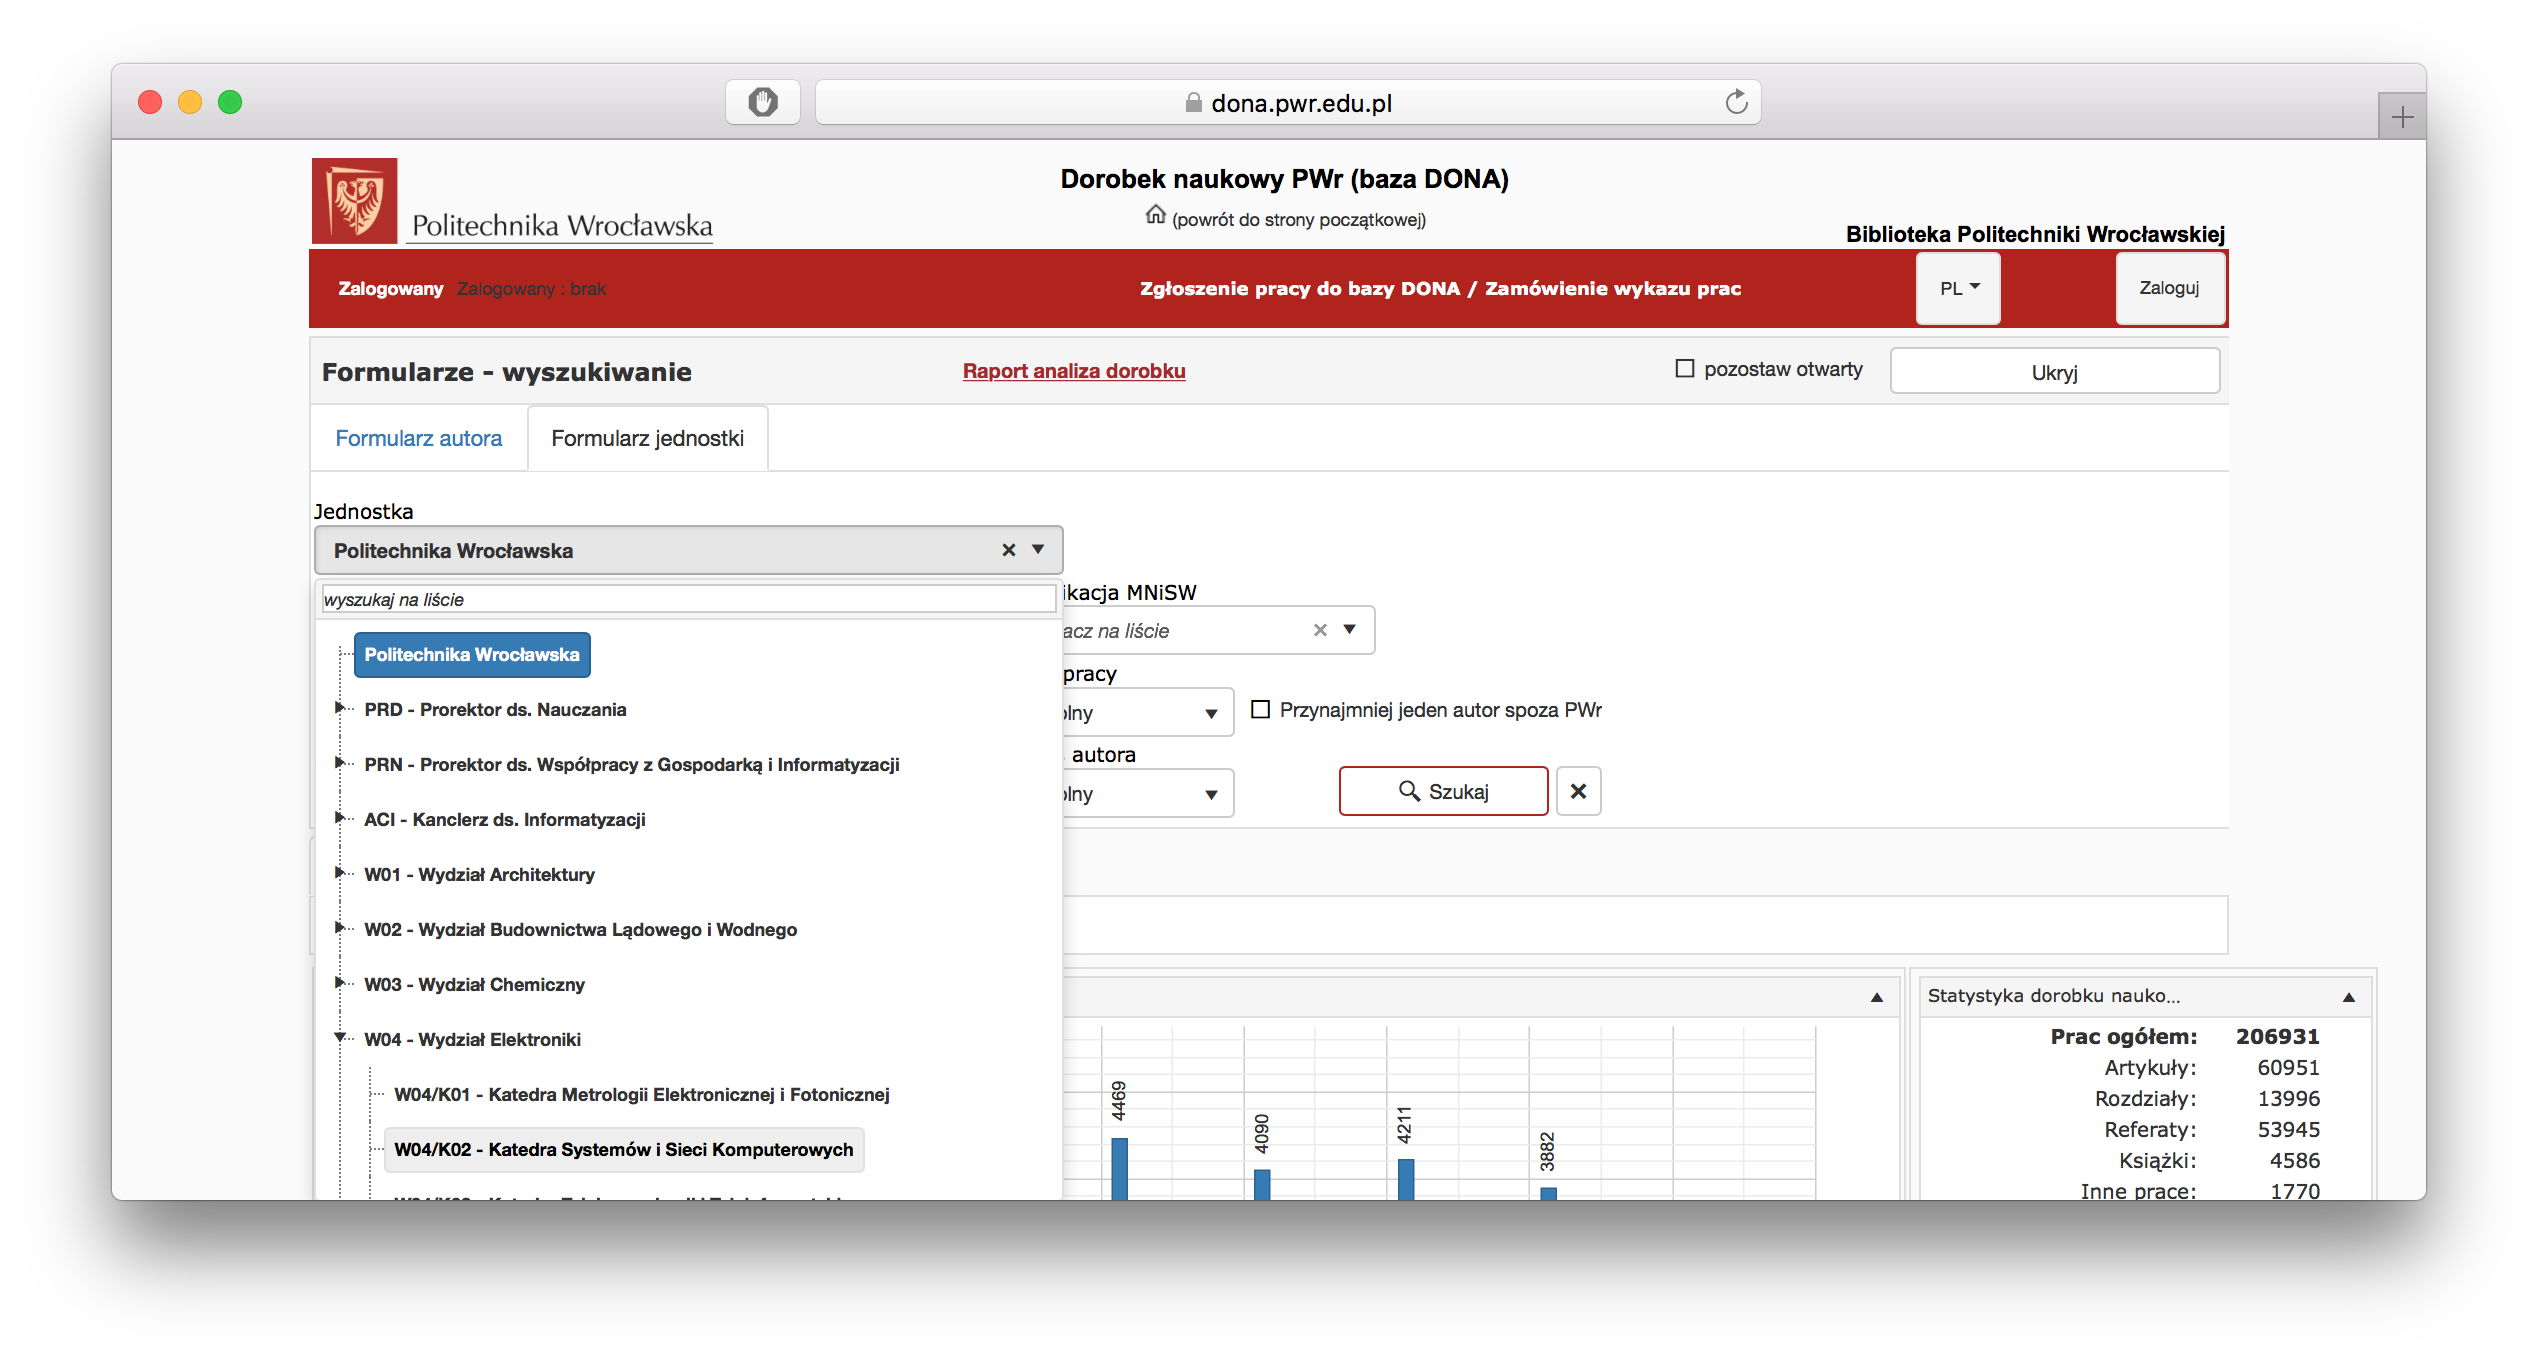 dona.pwr.edu.pl
Dorobek naukowy PWr (baza DONA)
(powrót do strony początkowej)
Politechnika Wrocławska
Biblioteka Politechniki Wrocławskiej
Zalogowany Zalogowany : brak
Zgłoszenie pracy do bazy DONA / Zamówienie wykazu prac
PL
Zaloguj
Formularze - wyszukiwanie
Raport analiza dorobku
pozostaw otwarty
Ukryj
Formularz autora
Formularz jednostki
Jednostka
Politechnika Wrocławska
wyszukaj na liście
ikacja MNiSW
acz na liście
Politechnika Wrocławska
pracy
PRD - Prorektor ds. Nauczania
olny
Przynajmniej jeden autor spoza PWr
autora
PRN - Prorektor ds. Współpracy z Gospodarką i Informatyzacji
olny
Szukaj
ACI - Kanclerz ds. Informatyzacji
W01 - Wydział Architektury
W02 - Wydział Budownictwa Lądowego i Wodnego
W03 - Wydział Chemiczny
W04 - Wydział Elektroniki
W04/K01 - Katedra Metrologii Elektronicznej i Fotonicznej
W04/K02 - Katedra Systemów i Sieci Komputerowych
4469
4090
4211
3882
Statystyka dorobku nauko...
Prac ogółem: 206931
Artykuły: 60951
Rozdziały: 13996
Referaty: 53945
Książki: 4586
Inne prace: 1770